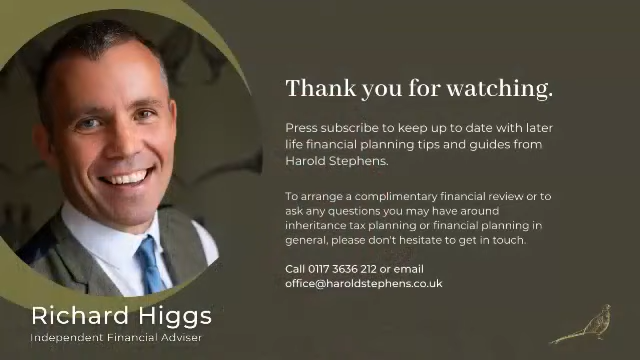 Thank you for watching.
Press subscribe to keep up to date with later
life financial planning tips and guides from
Harold Stephens.
To arrange a complimentary financial review or to
ask any questions you may have around
inheritance tax planning or financial planning in
general, please don't hesitate to get in touch.
Call 0117 3636 212 or email
office@haroldstephens.co.uk
Richard Higgs
Independent Financial Adviser